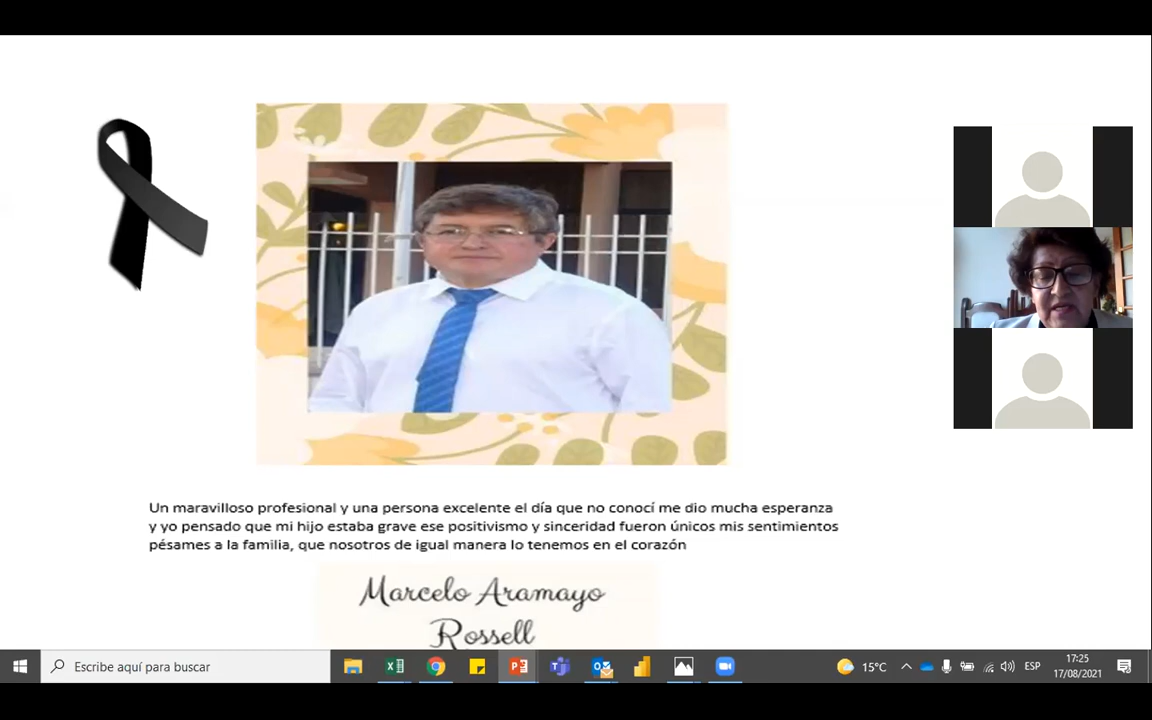 Un maravilloso profesional y una persona excelente el día que no conocí me dio mucha esperanza
y yo pensado que mi hijo estaba grave ese positivismo y sinceridad fueron únicos mis sentimientos
pésames a la familia, que nosotros de igual manera lo tenemos en el corazón
Marcelo Aramayo
Rossell
Escribe aquí para buscar
15°C
ESP
17:25
17/08/2021